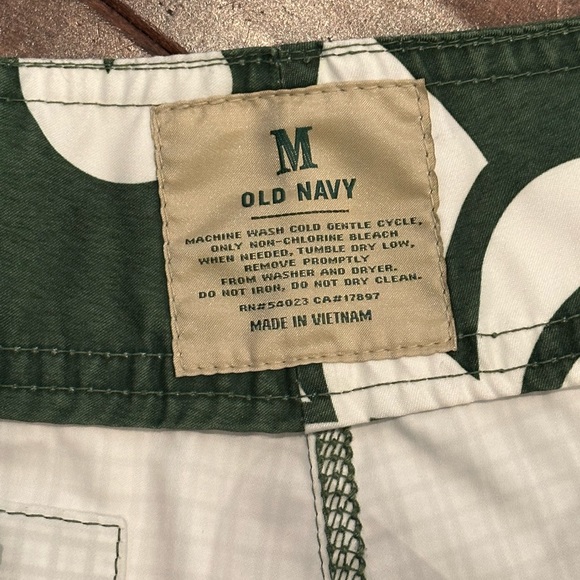 M
OLD NAVY
MACHINE WASH COLD GENTLE CYCLE,
ONLY NON-CHLORINE BLEACH
WHEN NEEDED, TUMBLE DRY LOW,
REMOVE PROMPTLY
FROM WASHER AND DRYER.
DO NOT IRON, DO NOT DRY CLEAN.
RN#54023 CA#17897
MADE IN VIETNAM